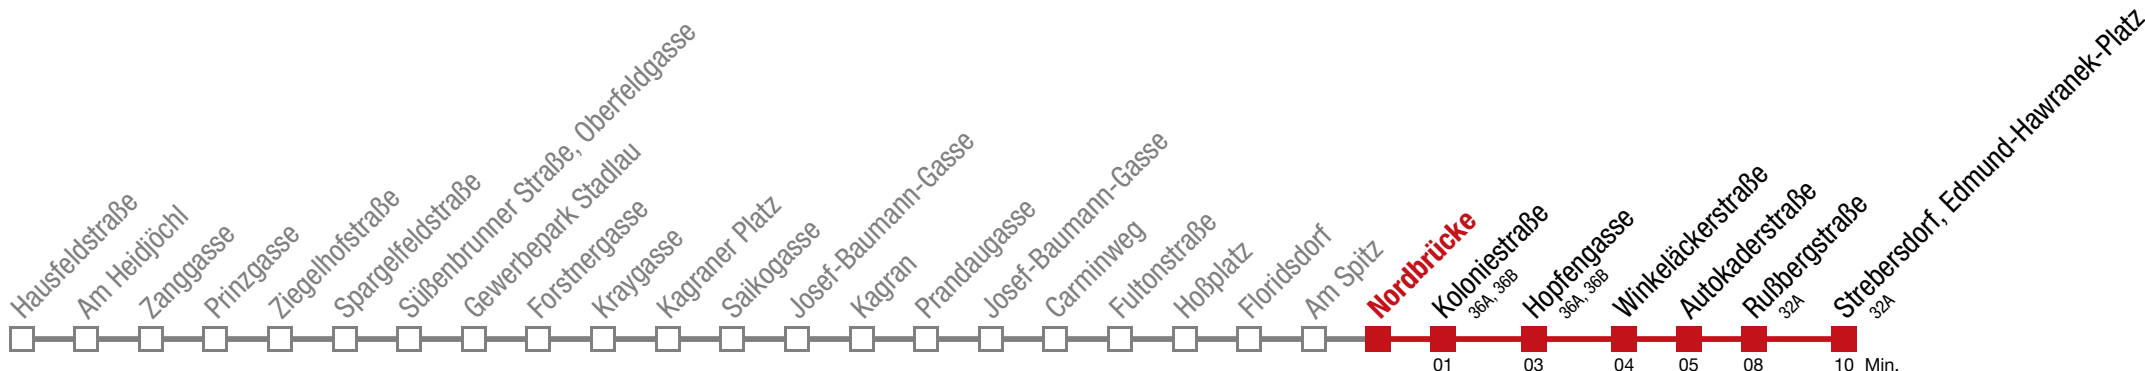 Hausfeldstraße
Am Heidjöchl
Zanggasse
Prinzgasse
Ziegelhofstraße
Spargelfeldstraße
Süßenbrunner Straße, Oberfeldgasse
Gewerbepark Stadlau
Forstnergasse
Kraygasse
Kagraner Platz
Saikogasse
Josef-Baumann-Gasse
Kagran
Prandaugasse
Josef-Baumann-Gasse
Carminweg
Fultonstraße
Hoßplatz
Floridsdorf
Am Spitz
Nordbrücke
Koloniestraße
36A, 36B
Hopfengasse
36A, 36B
Winkeläckerstraße
Autokaderstraße
Rußbergstraße
32A
Strebersdorf, Edmund-Hawranek-Platz
32A
01 03 04 05 08 10 Min.